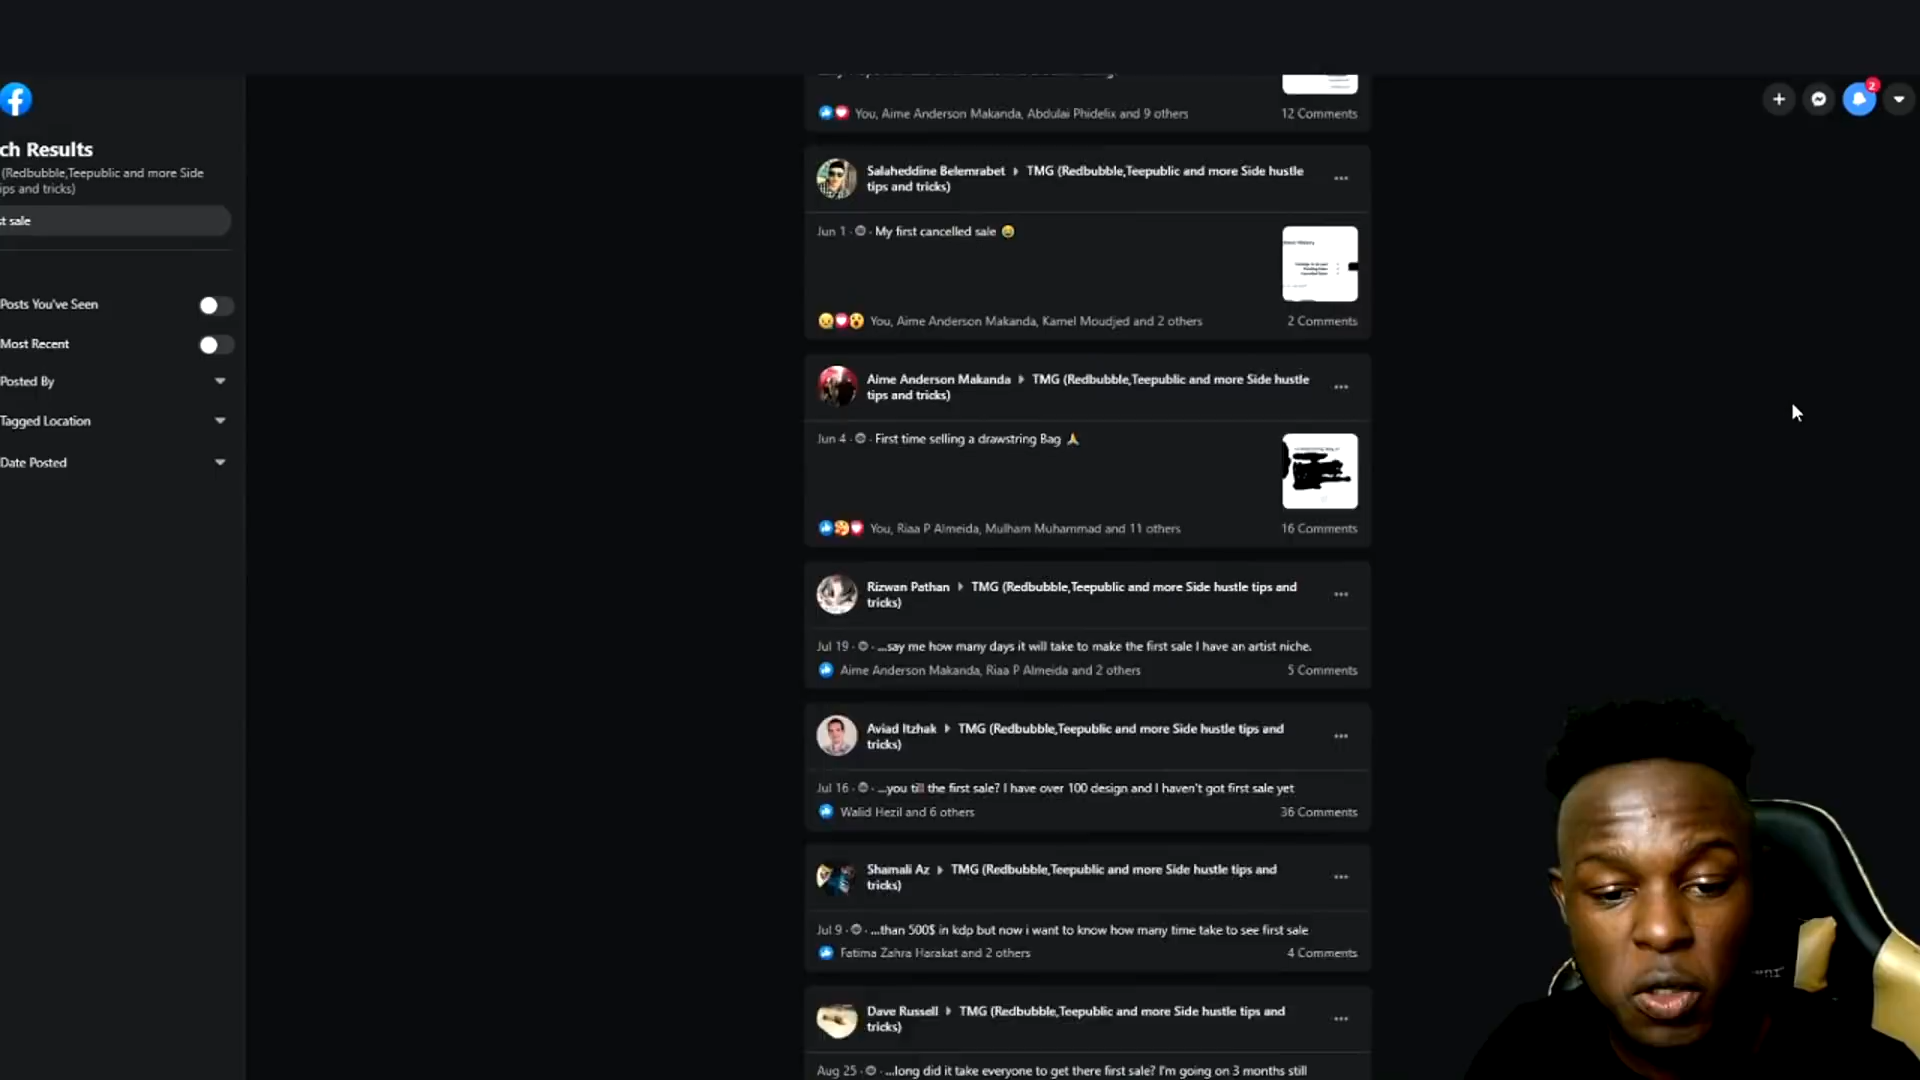 ch Results
(Redbubble,Teepublic and more Side
ips and tricks)
t sale
Posts You've Seen
Most Recent
Posted By
Tagged Location
Date Posted
2
You, Aime Anderson Makanda, Abdulai Phidelix and 9 others
12 Comments
Salaheddine Belemrabet TMG (Redbubble,Teepublic and more Side hustle
tips and tricks)
Jun 1 · My first cancelled sale 😂
You, Aime Anderson Makanda, Kamel Moudjed and 2 others
2 Comments
Aime Anderson Makanda TMG (Redbubble,Teepublic and more Side hustle
tips and tricks)
Jun 4 · First time selling a drawstring Bag 🙏
You, Riaa P Almeida, Mulham Muhammad and 11 others
16 Comments
Rizwan Pathan TMG (Redbubble,Teepublic and more Side hustle tips and
tricks)
Jul 19 · ...say me how many days it will take to make the first sale I have an artist niche.
Aime Anderson Makanda, Riaa P Almeida and 2 others
5 Comments
Aviad Itzhak TMG (Redbubble,Teepublic and more Side hustle tips and
tricks)
Jul 16 · ...you till the first sale? I have over 100 design and I haven't got first sale yet
Walid Hezil and 6 others
36 Comments
Shamali Az TMG (Redbubble,Teepublic and more Side hustle tips and
tricks)
Jul 9 · ...than 500$ in kdp but now i want to know how many time take to see first sale
Fatima Zahra Harakat and 2 others
4 Comments
Dave Russell TMG (Redbubble,Teepublic and more Side hustle tips and
tricks)
Aug 25 · ...long did it take everyone to get there first sale? I'm going on 3 months still